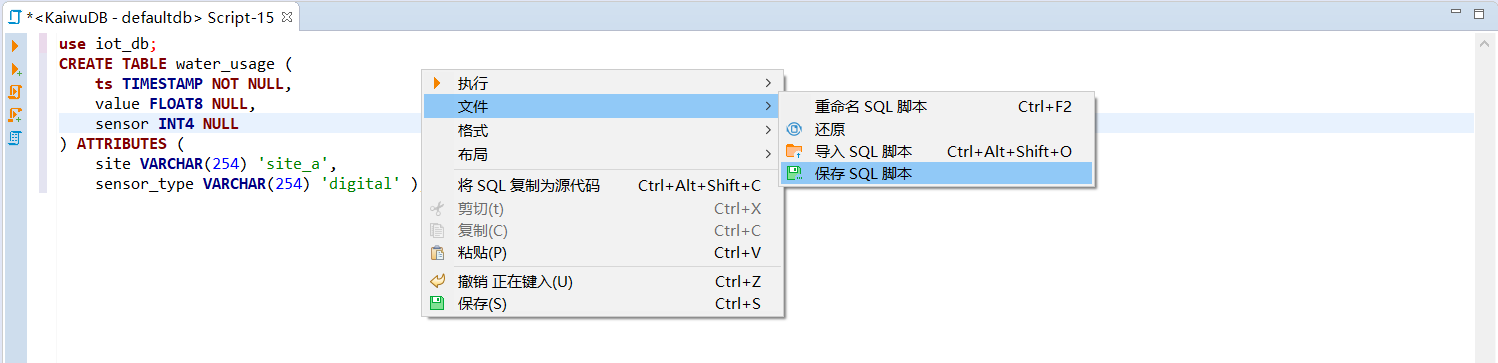 *<KaiwuDB - defaultdb> Script-15
use iot_db;
CREATE TABLE water_usage (
ts TIMESTAMP NOT NULL,
value FLOAT8 NULL,
sensor INT4 NULL
) ATTRIBUTES (
site VARCHAR(254) 'site_a',
sensor_type VARCHAR(254) 'digital' )
执行
文件
格式
布局
将 SQL 复制为源代码 Ctrl+Alt+Shift+C
剪切(t) Ctrl+X
复制(C) Ctrl+C
粘贴(P) Ctrl+V
撤销 正在键入(U) Ctrl+Z
保存(S) Ctrl+S
重命名 SQL 脚本 Ctrl+F2
还原
导入 SQL 脚本 Ctrl+Alt+Shift+O
保存 SQL 脚本